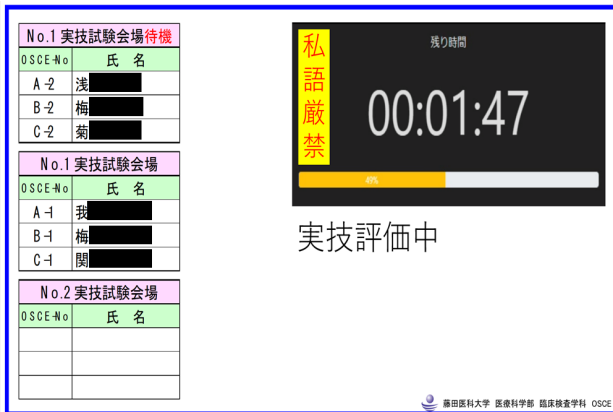 No.1 実技試験会場待機
OSCE-No 氏 名
A-2 浅
B-2 梅
C-2 菊
No.1 実技試験会場
OSCE-No 氏 名
A-1 我
B-1 梅
C-1 関
No.2 実技試験会場
OSCE-No 氏 名
私語厳禁
残り時間
00:01:47
49%
実技評価中
藤田医科大学 医療科学部 臨床検査学科 OSCE